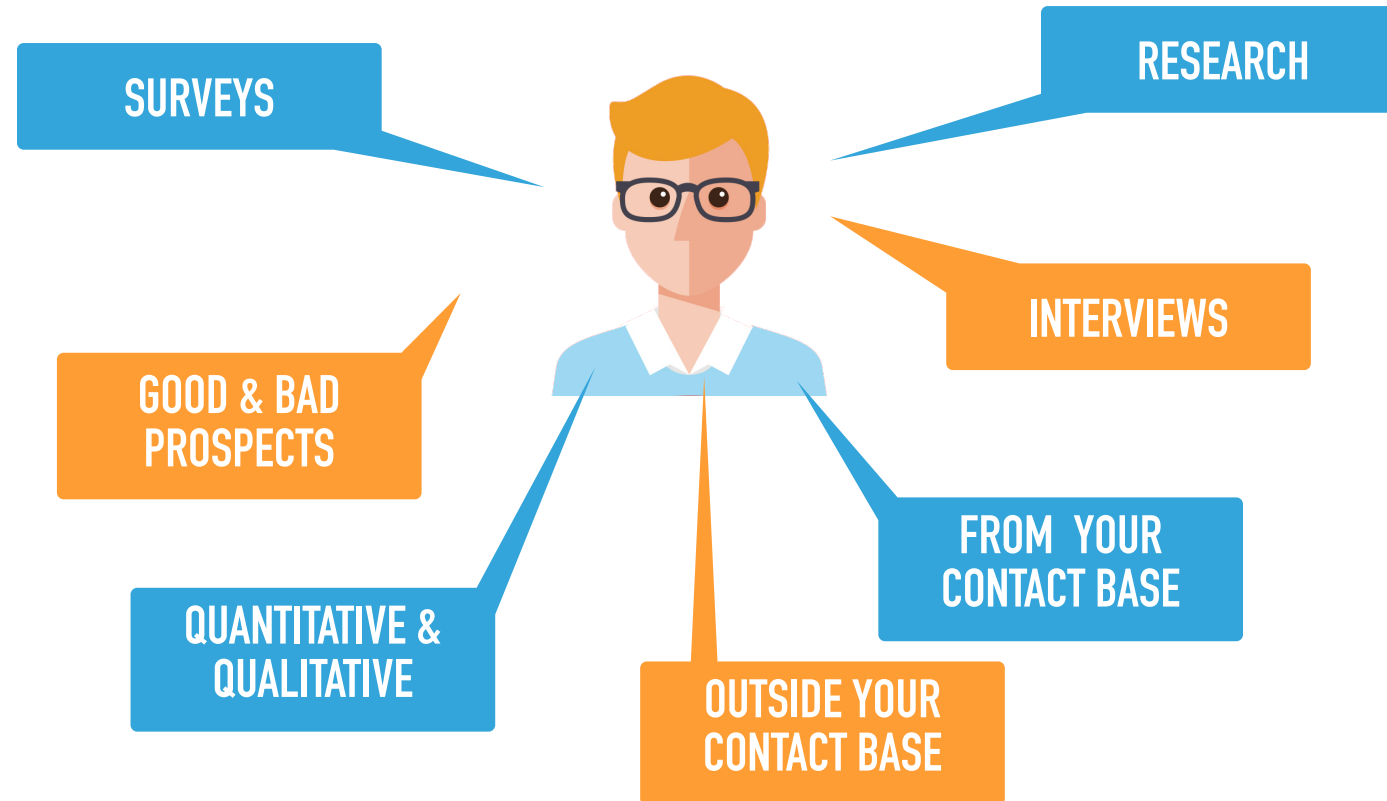 SURVEYS
RESEARCH
INTERVIEWS
GOOD & BAD
PROSPECTS
FROM YOUR
CONTACT BASE
QUANTITATIVE &
QUALITATIVE
OUTSIDE YOUR
CONTACT BASE